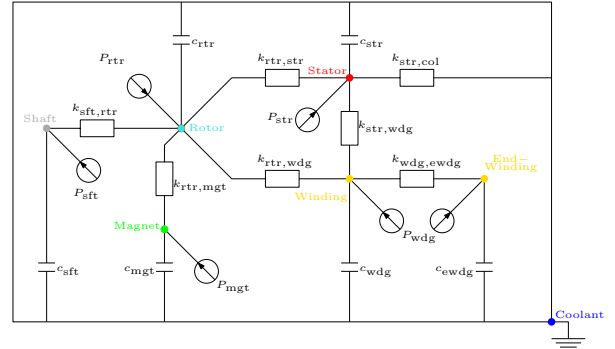 c_rtr
c_str
P_rtr
k_rtr,str
k_str,col
Stator
k_sft,rtr
Shaft
P_str
k_str,wdg
Rotor
k_rtr,wdg
k_wdg,ewdg
End−
Winding
P_sft
k_rtr,mgt
Winding
Magnet
P_wdg
c_sft
c_mgt
P_mgt
c_wdg
c_ewdg
Coolant